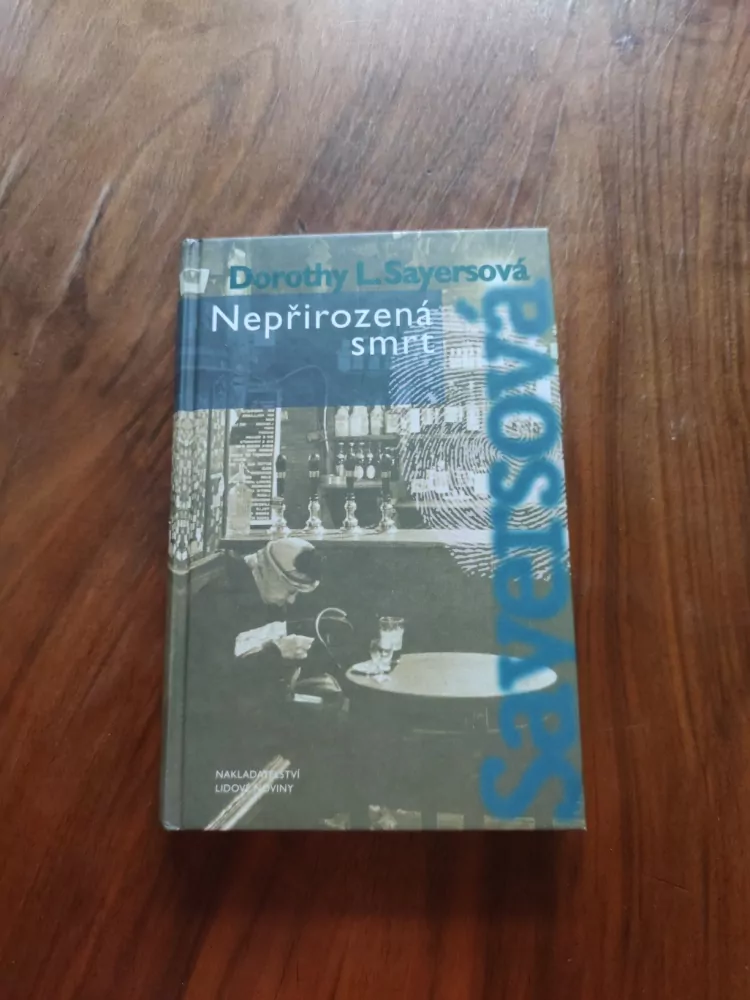 Dorothy L. Sayersová
Nepřirozená
smrt
Sayersová
NAKLADATELSTVÍ
LIDOVÉ NOVINY